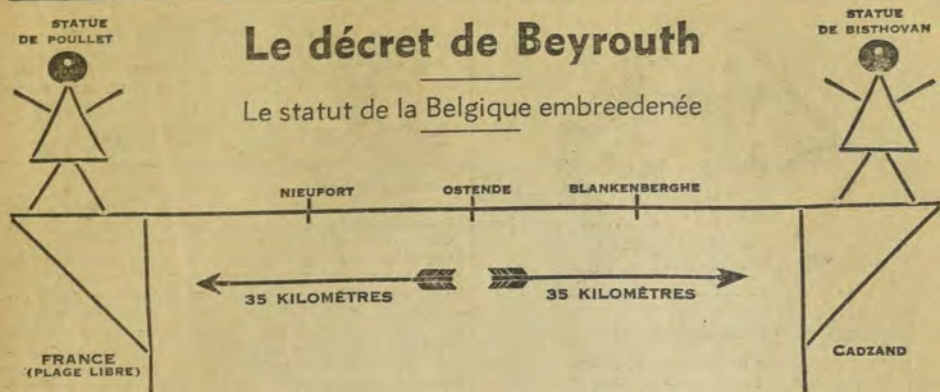 STATUE
DE POULLET
Le décret de Beyrouth
STATUE
DE BISTHOVAN
Le statut de la Belgique embreedenée
NIEUFORT
OSTENDE
BLANKENBERGHE
35 KILOMÈTRES
35 KILOMÈTRES
FRANCE
(PLAGE LIBRE)
CADZAND